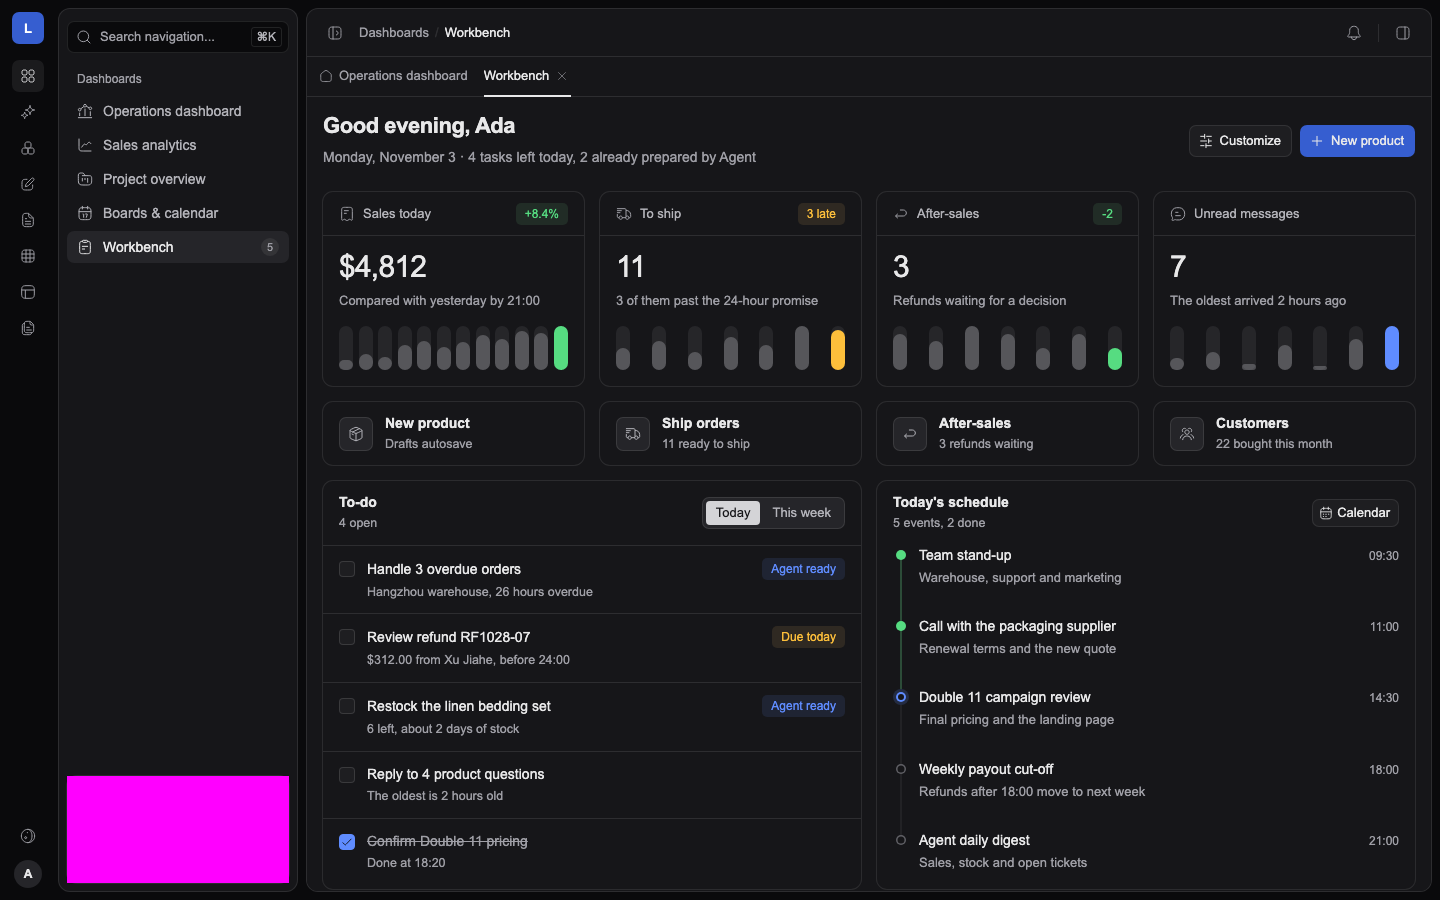 L
Search navigation...
⌘K
Dashboards
Operations dashboard
Sales analytics
Project overview
Boards & calendar
Workbench
5
A
Dashboards / Workbench
Operations dashboard
Workbench
Good evening, Ada
Monday, November 3 · 4 tasks left today, 2 already prepared by Agent
Customize
New product
Sales today
+8.4%
$4,812
Compared with yesterday by 21:00
To ship
3 late
11
3 of them past the 24-hour promise
After-sales
-2
3
Refunds waiting for a decision
Unread messages
7
The oldest arrived 2 hours ago
New product
Drafts autosave
Ship orders
11 ready to ship
After-sales
3 refunds waiting
Customers
22 bought this month
To-do
4 open
Today
This week
Handle 3 overdue orders
Agent ready
Hangzhou warehouse, 26 hours overdue
Review refund RF1028-07
Due today
$312.00 from Xu Jiahe, before 24:00
Restock the linen bedding set
Agent ready
6 left, about 2 days of stock
Reply to 4 product questions
The oldest is 2 hours old
Confirm Double 11 pricing
Done at 18:20
Today's schedule
5 events, 2 done
Calendar
Team stand-up
09:30
Warehouse, support and marketing
Call with the packaging supplier
11:00
Renewal terms and the new quote
Double 11 campaign review
14:30
Final pricing and the landing page
Weekly payout cut-off
18:00
Refunds after 18:00 move to next week
Agent daily digest
21:00
Sales, stock and open tickets